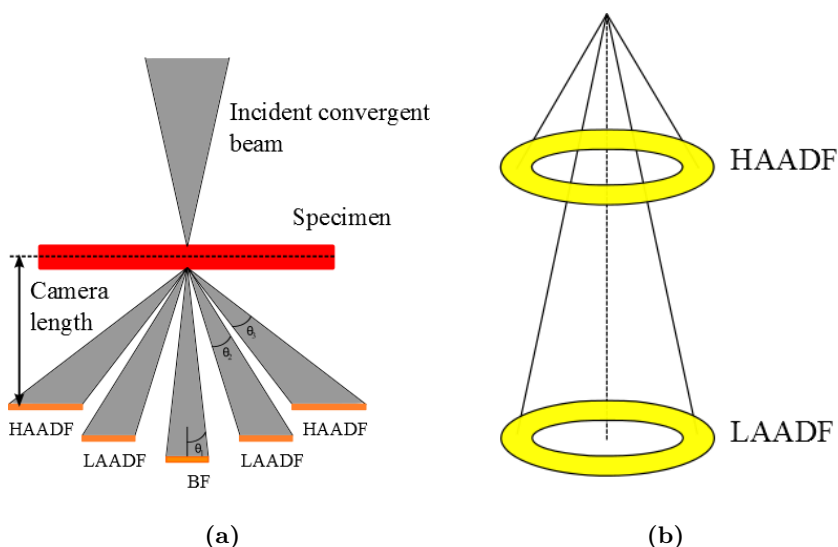 Incident convergent
beam
Specimen
Camera
length
θ₁
θ₂
θ₃
HAADF
LAADF
BF
LAADF
HAADF
(a)
HAADF
LAADF
(b)